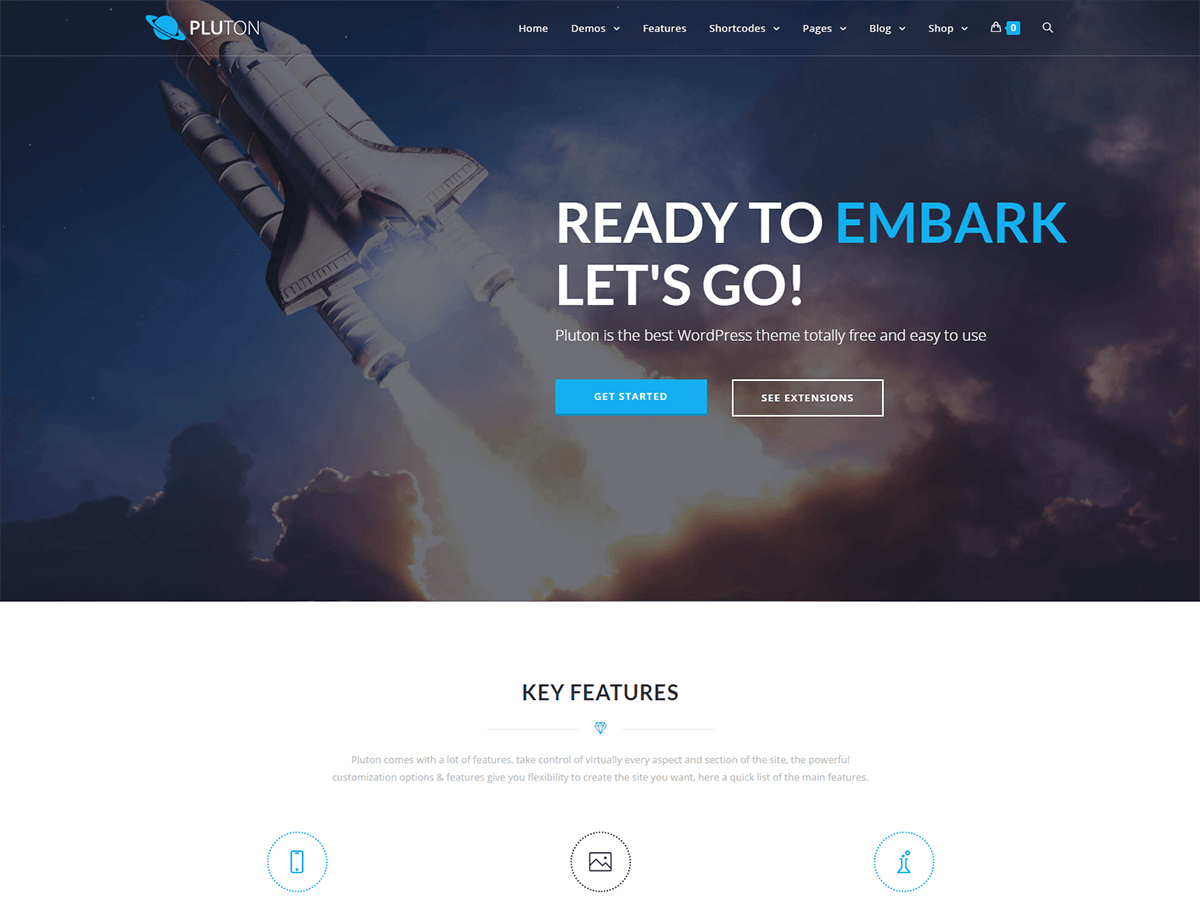 PLUTON
Home Demos Features Shortcodes Pages Blog Shop 0
READY TO EMBARK
LET'S GO!
Pluton is the best WordPress theme totally free and easy to use
GET STARTED SEE EXTENSIONS
KEY FEATURES
Pluton comes with a lot of features, take control of virtually every aspect and section of the site, the powerful
customization options & features give you flexibility to create the site you want, here a quick list of the main features.